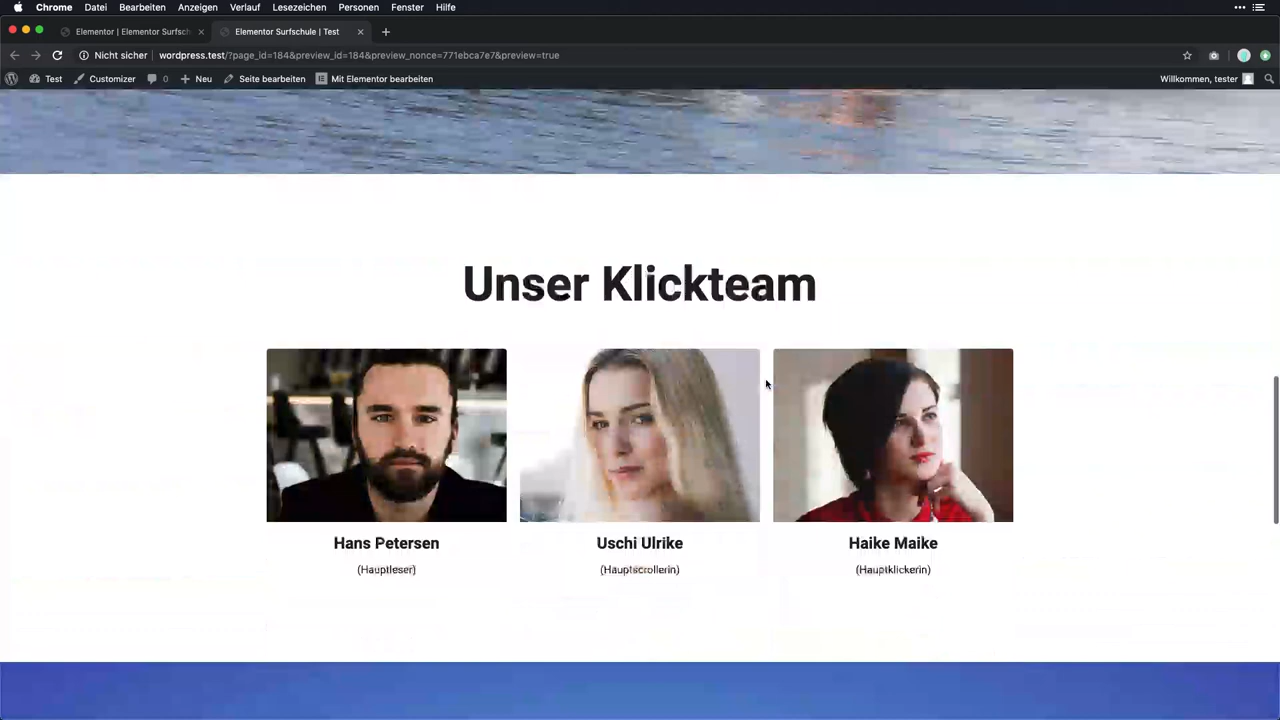 Chrome Datei Bearbeiten Anzeigen Verlauf Lesezeichen Personen Fenster Hilfe
Elementor | Elementor Surfsch
Elementor Surfschule | Test
Nicht sicher wordpress.test/?page_id=184&preview_id=184&preview_nonce=771ebca7e7&preview=true
Test Customizer 0 Neu Seite bearbeiten Mit Elementor bearbeiten Willkommen, tester
Unser Klickteam
Hans Petersen Uschi Ulrike Haike Maike
(Hauptleser) (Hauptscrollerin) (Hauptklickerin)